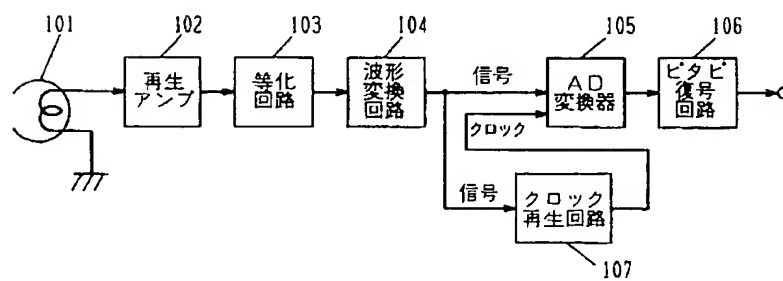 101
102
103
104
105
106
再生
アンプ
等化
回路
波形
変換
回路
信号
AD
変換器
ビタビ
復号
回路
クロック
信号
クロック
再生回路
107